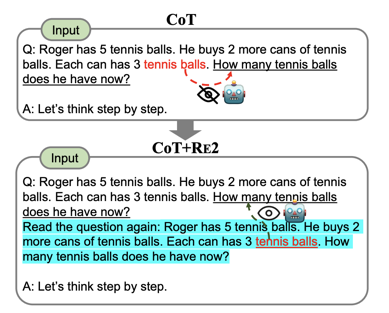 CoT
Input
Q: Roger has 5 tennis balls. He buys 2 more cans of tennis
balls. Each can has 3 tennis balls. How many tennis balls
does he have now?
A: Let's think step by step.
CoT+RE2
Input
Q: Roger has 5 tennis balls. He buys 2 more cans of tennis
balls. Each can has 3 tennis balls. How many tennis balls
does he have now?
Read the question again: Roger has 5 tennis balls. He buys 2
more cans of tennis balls. Each can has 3 tennis balls. How
many tennis balls does he have now?
A: Let's think step by step.